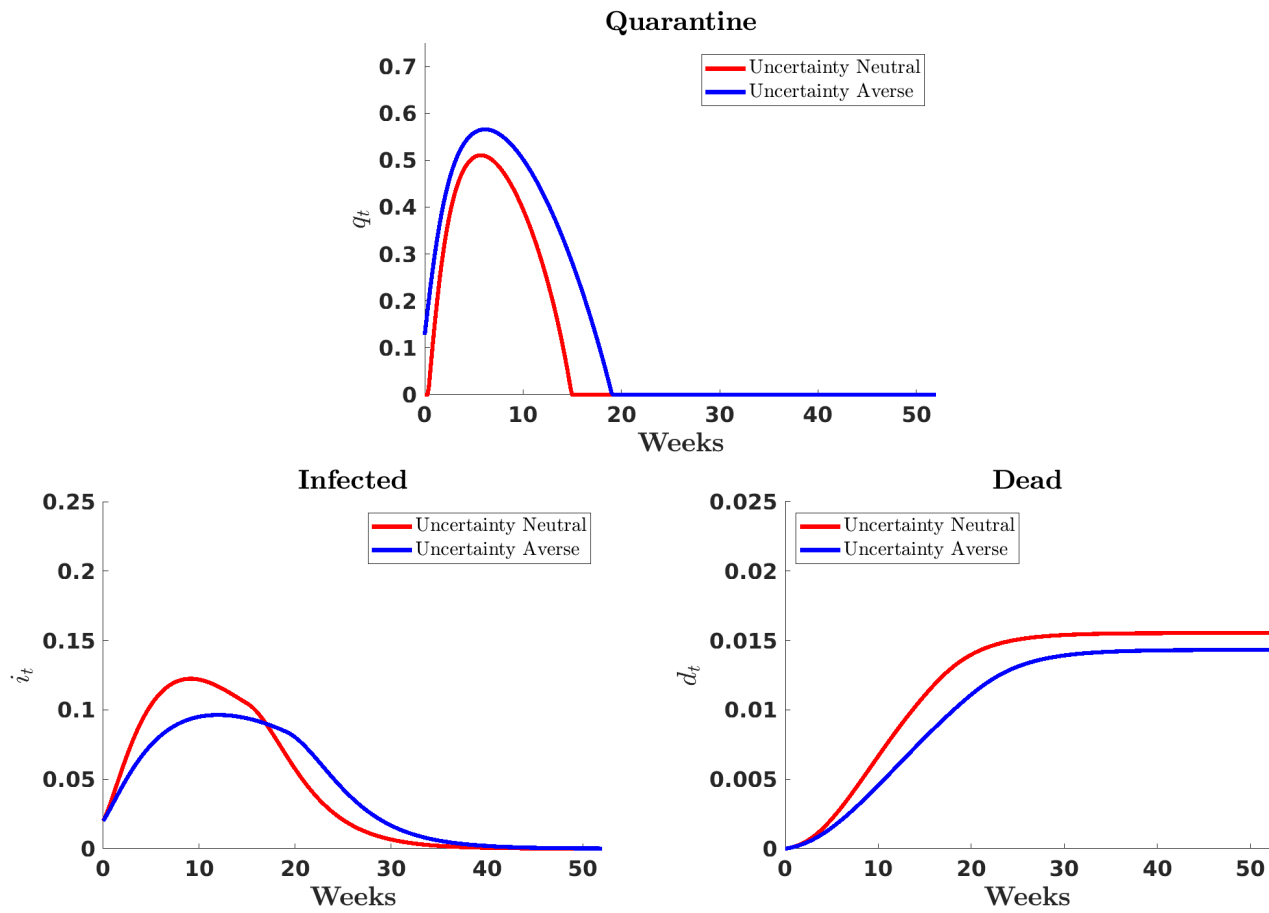 Quarantine
Uncertainty Neutral
Uncertainty Averse
0.7
0.6
0.5
0.4
0.3
0.2
0.1
0
q_t
0 10 20 30 40 50
Weeks
Infected
Uncertainty Neutral
Uncertainty Averse
0.25
0.2
0.15
0.1
0.05
0
i_t
0 10 20 30 40 50
Weeks
Dead
Uncertainty Neutral
Uncertainty Averse
0.025
0.02
0.015
0.01
0.005
0
d_t
0 10 20 30 40 50
Weeks